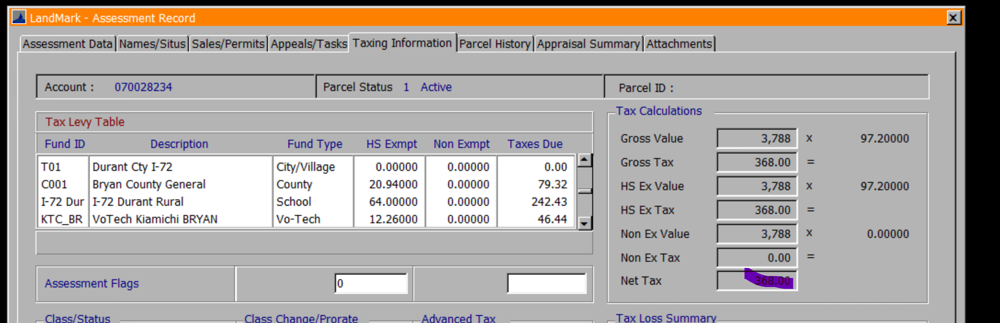 LandMark - Assessment Record
Assessment Data Names/Situs Sales/Permits Appeals/Tasks Taxing Information Parcel History Appraisal Summary Attachments
Account : 070028234 Parcel Status 1 Active Parcel ID :
Tax Levy Table
Fund ID Description Fund Type HS Exmpt Non Exmpt Taxes Due
T01 Durant Cty I-72 City/Village 0.00000 0.00000 0.00
C001 Bryan County General County 20.94000 0.00000 79.32
I-72 Dur I-72 Durant Rural School 64.00000 0.00000 242.43
KTC_BR VoTech Kiamichi BRYAN Vo-Tech 12.26000 0.00000 46.44
Assessment Flags 0
Tax Calculations
Gross Value 3,788 x 97.20000
Gross Tax 368.00 =
HS Ex Value 3,788 x 97.20000
HS Ex Tax 368.00 =
Non Ex Value 3,788 x 0.00000
Non Ex Tax 0.00 =
Net Tax 368.00
Class/Status Class Change/Prorate Advanced Tax Tax Loss Summary